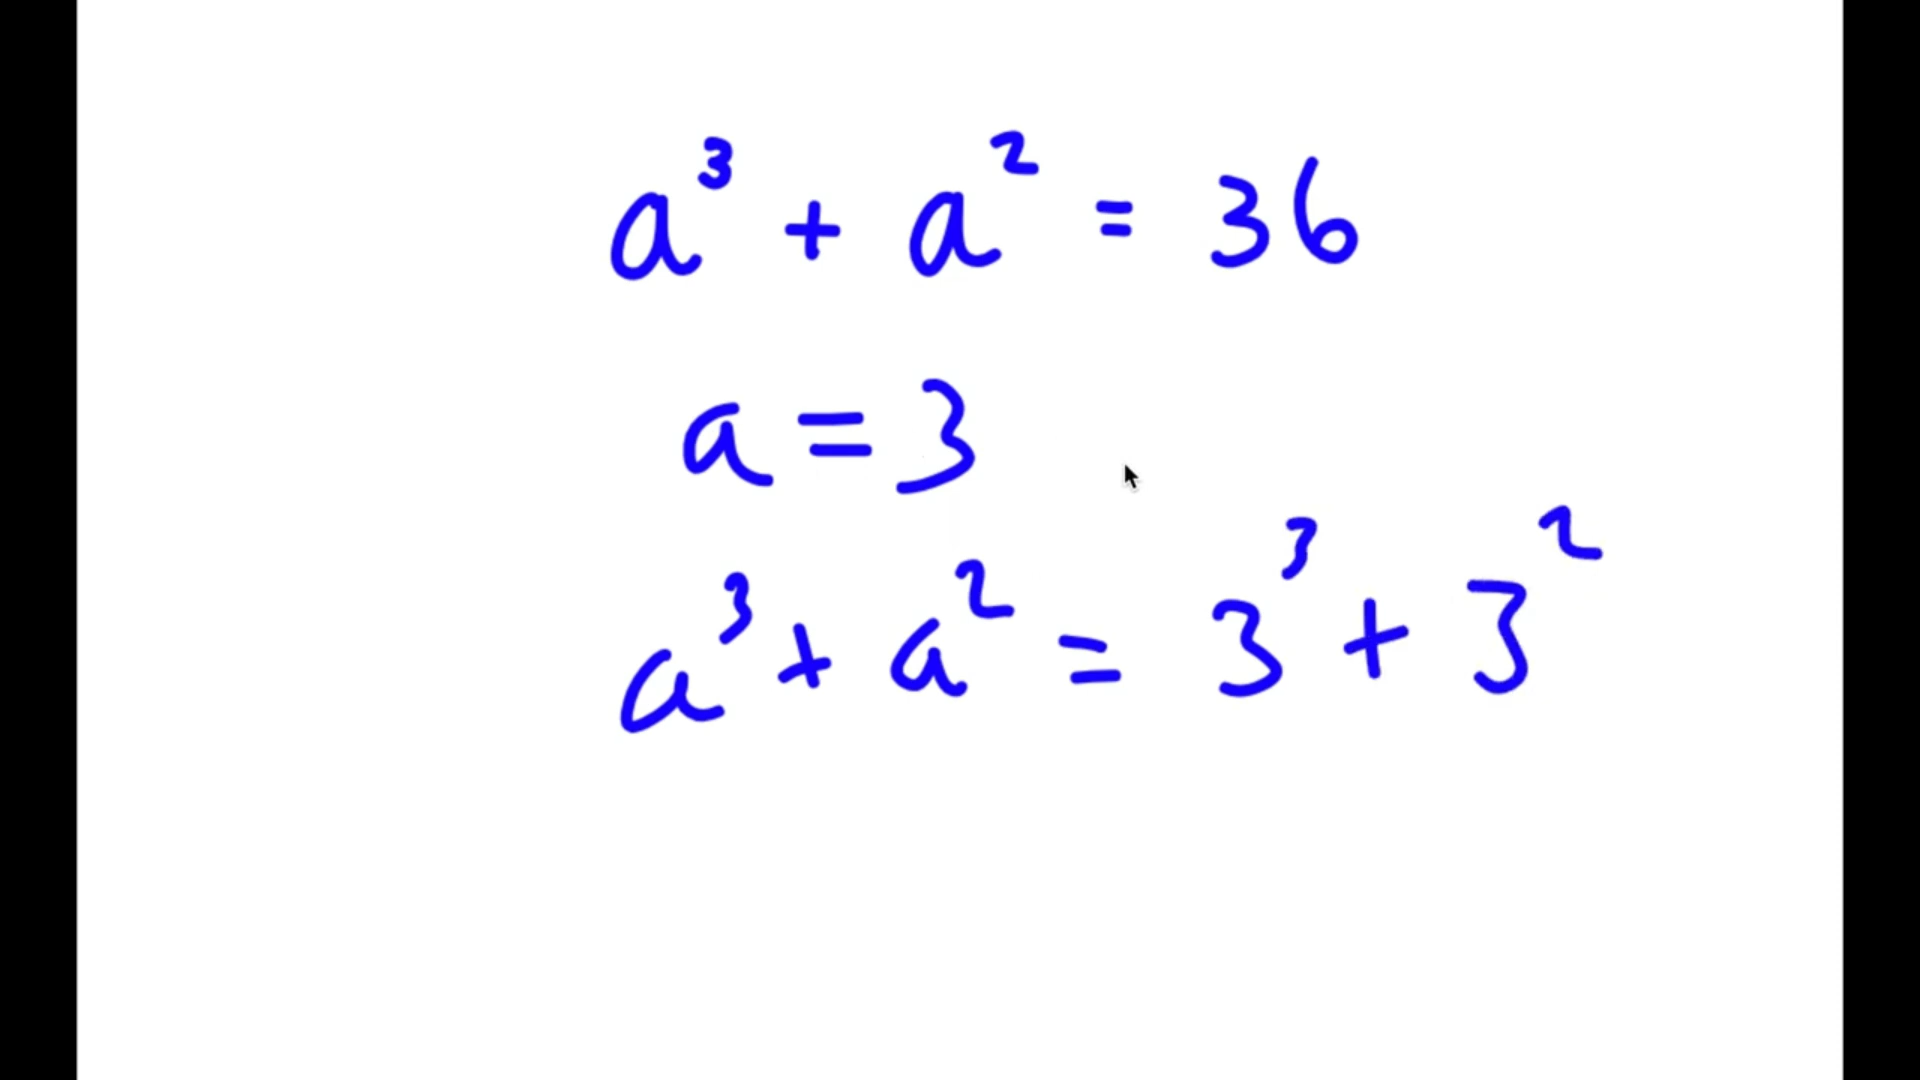 a³ + a² = 36
a = 3
a³ + a² = 3³ + 3²